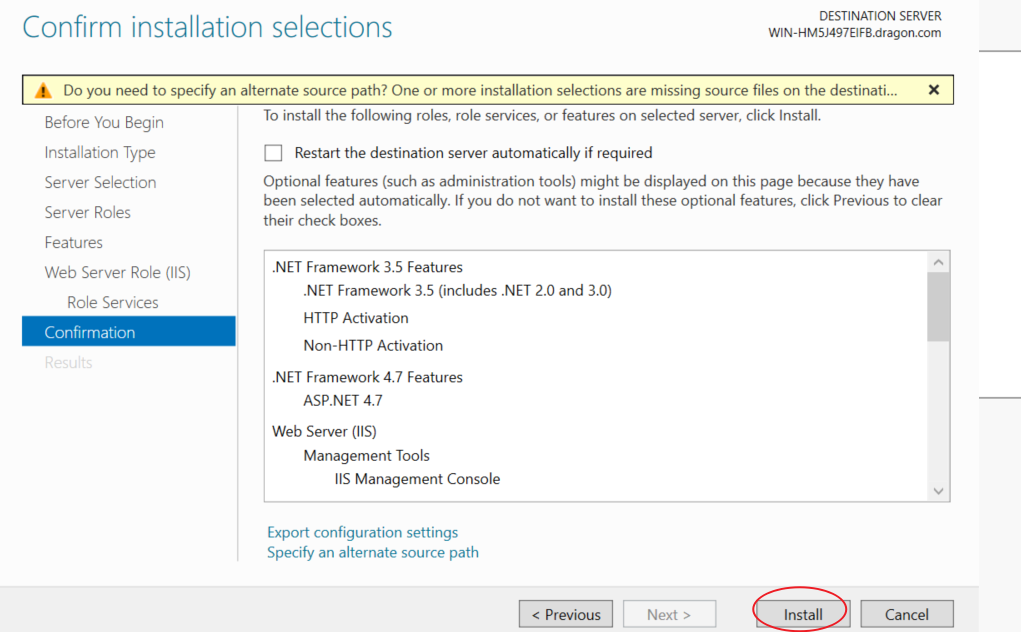 Confirm installation selections
DESTINATION SERVER
WIN-HM5J497EIFB.dragon.com
Do you need to specify an alternate source path? One or more installation selections are missing source files on the destinati...
Before You Begin
Installation Type
Server Selection
Server Roles
Features
Web Server Role (IIS)
Role Services
Confirmation
Results
To install the following roles, role services, or features on selected server, click Install.
Restart the destination server automatically if required
Optional features (such as administration tools) might be displayed on this page because they have
been selected automatically. If you do not want to install these optional features, click Previous to clear
their check boxes.
.NET Framework 3.5 Features
.NET Framework 3.5 (includes .NET 2.0 and 3.0)
HTTP Activation
Non-HTTP Activation
.NET Framework 4.7 Features
ASP.NET 4.7
Web Server (IIS)
Management Tools
IIS Management Console
Export configuration settings
Specify an alternate source path
< Previous
Next >
Install
Cancel